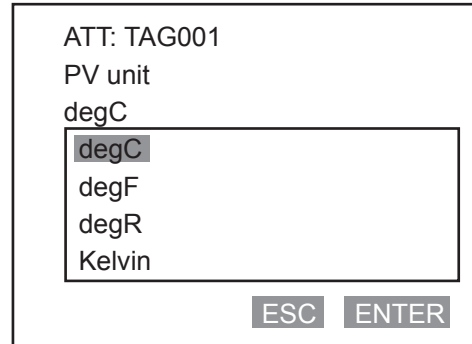 ATT: TAG001
PV unit
degC
degC
degF
degR
Kelvin
ESC ENTER